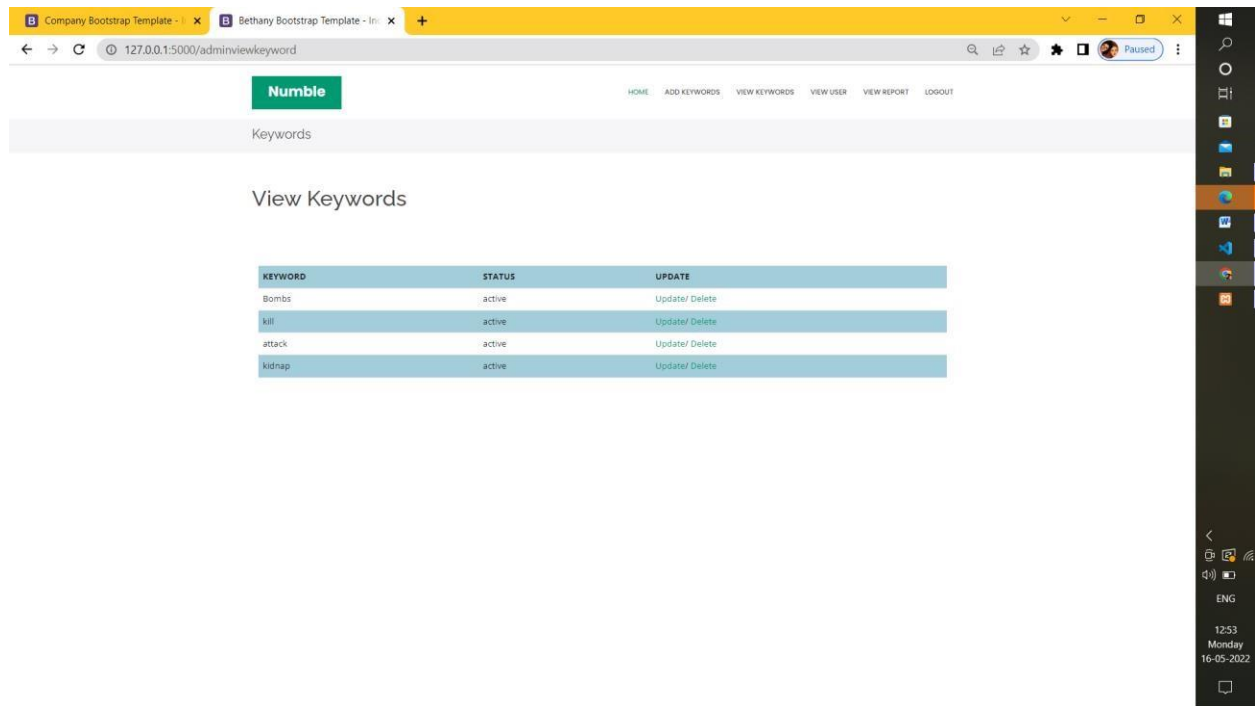 Company Bootstrap Template - I
Bethany Bootstrap Template - In
127.0.0.1:5000/adminviewkeyword
Paused
Numble
HOME ADD KEYWORDS VIEW KEYWORDS VIEW USER VIEW REPORT LOGOUT
Keywords
View Keywords
KEYWORD STATUS UPDATE
Bombs active Update/ Delete
kill active Update/ Delete
attack active Update/ Delete
kidnap active Update/ Delete
ENG
12:53
Monday
16-05-2022